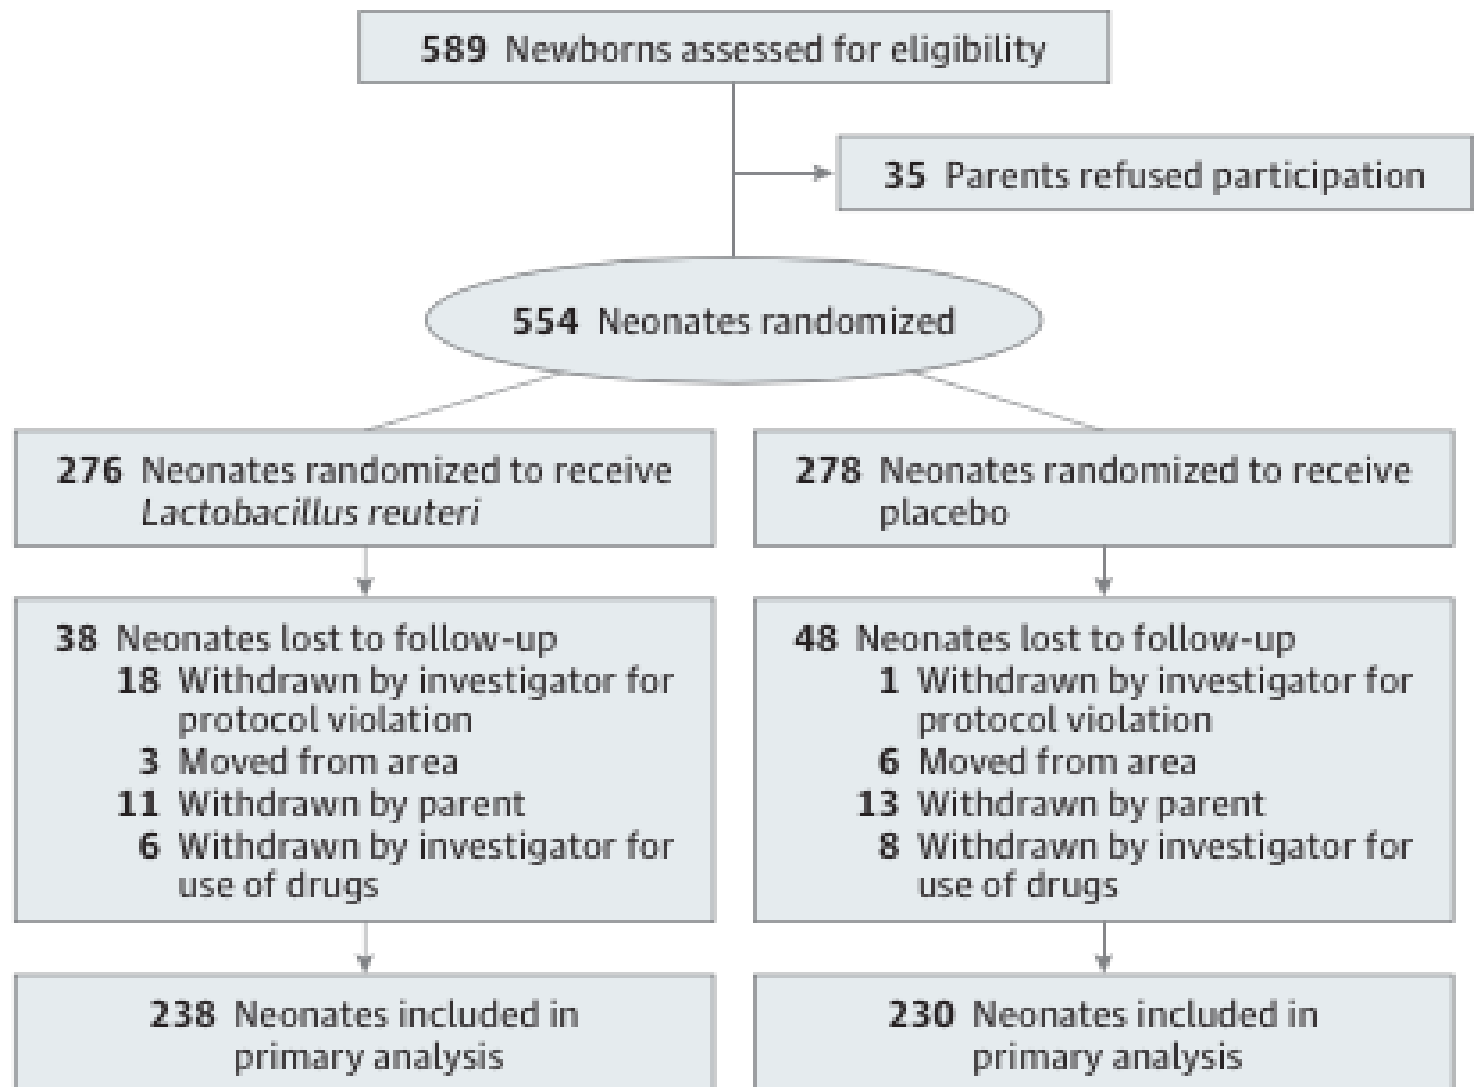 589 Newborns assessed for eligibility
35 Parents refused participation
554 Neonates randomized
276 Neonates randomized to receive
Lactobacillus reuteri
278 Neonates randomized to receive
placebo
38 Neonates lost to follow-up
18 Withdrawn by investigator for
protocol violation
3 Moved from area
11 Withdrawn by parent
6 Withdrawn by investigator for
use of drugs
48 Neonates lost to follow-up
1 Withdrawn by investigator for
protocol violation
6 Moved from area
13 Withdrawn by parent
8 Withdrawn by investigator for
use of drugs
238 Neonates included in
primary analysis
230 Neonates included in
primary analysis